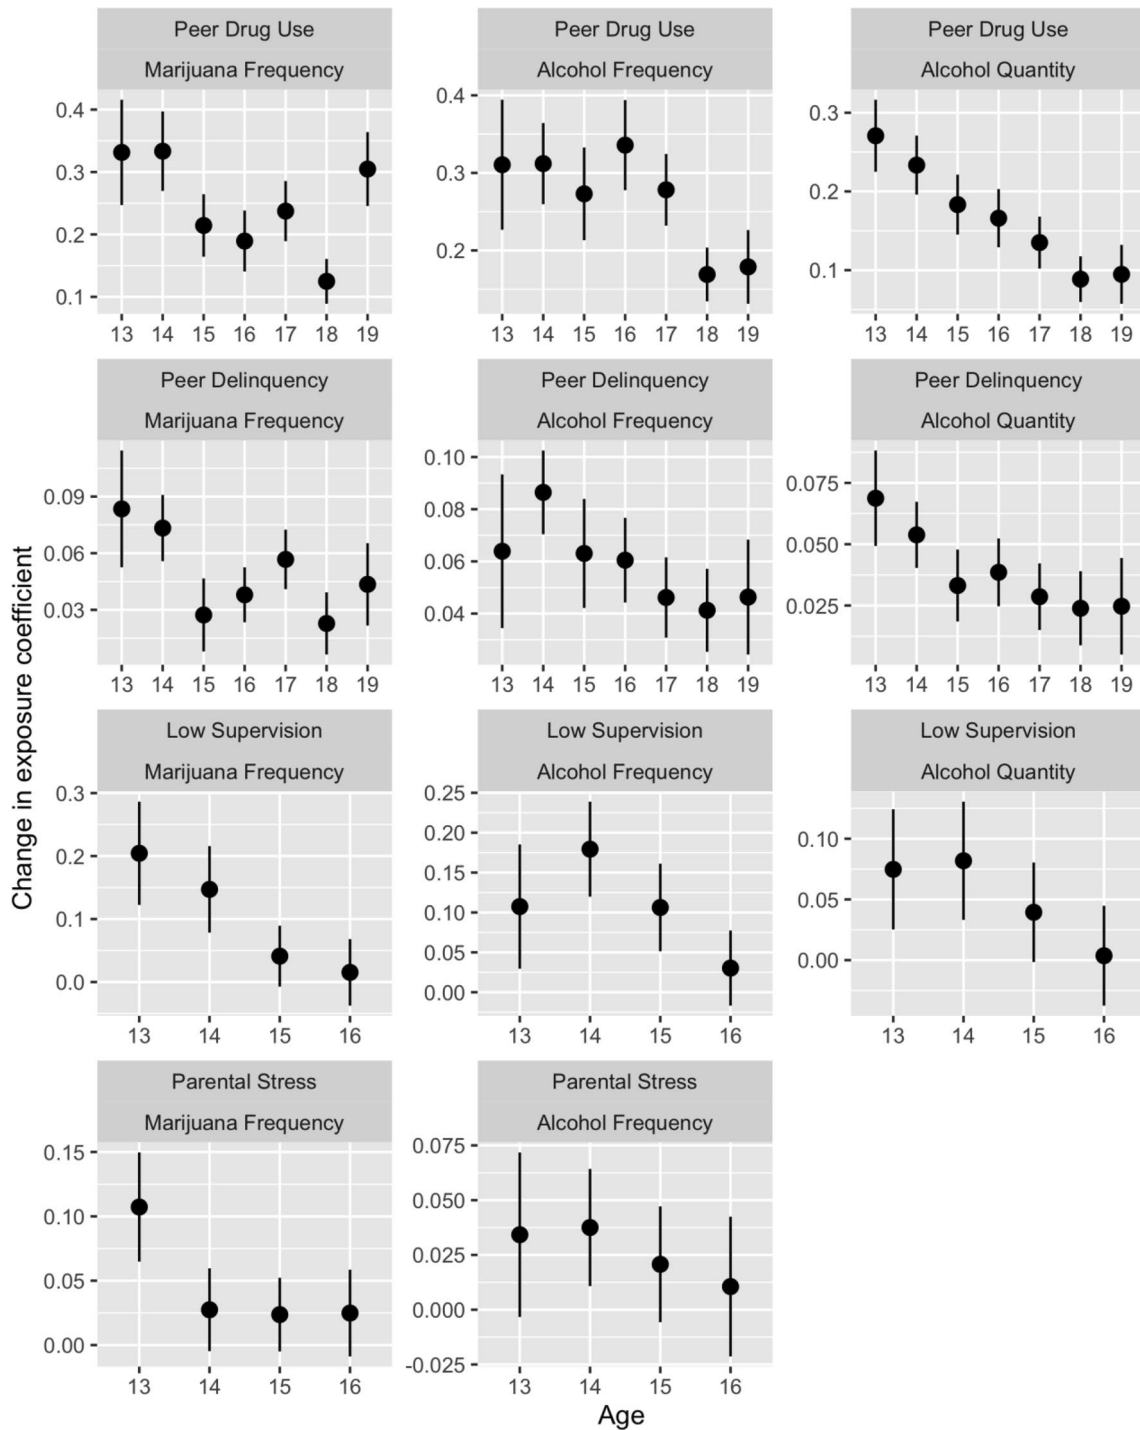 Peer Drug Use
Marijuana Frequency
0.4
0.3
0.2
0.1
13 14 15 16 17 18 19
Peer Drug Use
Alcohol Frequency
0.4
0.3
0.2
13 14 15 16 17 18 19
Peer Drug Use
Alcohol Quantity
0.3
0.2
0.1
13 14 15 16 17 18 19
Peer Delinquency
Marijuana Frequency
0.09
0.06
0.03
13 14 15 16 17 18 19
Peer Delinquency
Alcohol Frequency
0.10
0.08
0.06
0.04
13 14 15 16 17 18 19
Peer Delinquency
Alcohol Quantity
0.075
0.050
0.025
13 14 15 16 17 18 19
Change in exposure coefficient
Low Supervision
Marijuana Frequency
0.3
0.2
0.1
0.0
13 14 15 16
Low Supervision
Alcohol Frequency
0.25
0.20
0.15
0.10
0.05
0.00
13 14 15 16
Low Supervision
Alcohol Quantity
0.10
0.05
0.00
13 14 15 16
Parental Stress
Marijuana Frequency
0.15
0.10
0.05
0.00
13 14 15 16
Parental Stress
Alcohol Frequency
0.075
0.050
0.025
0.000
-0.025
13 14 15 16
Age